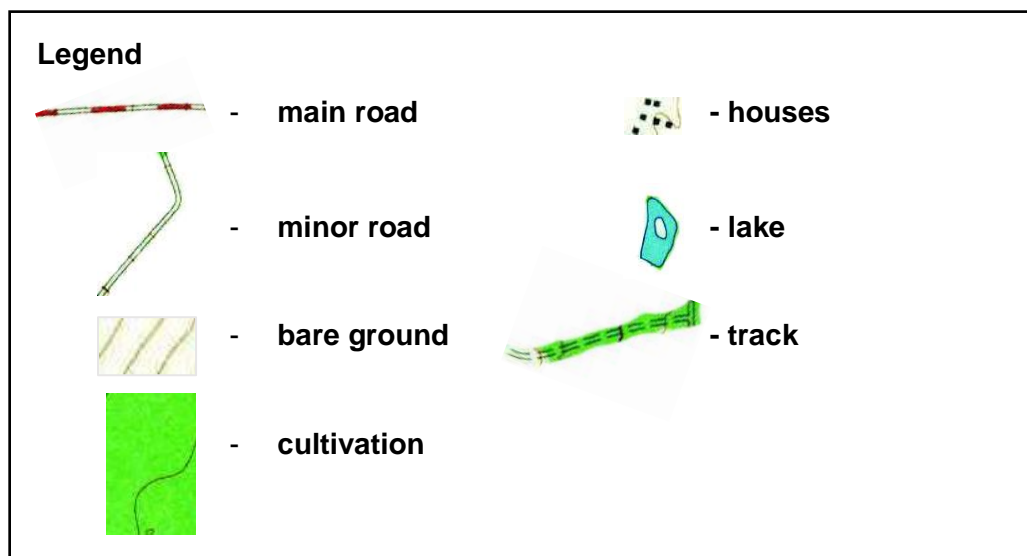 Legend
- main road
- houses
- minor road
- lake
- bare ground
- track
- cultivation